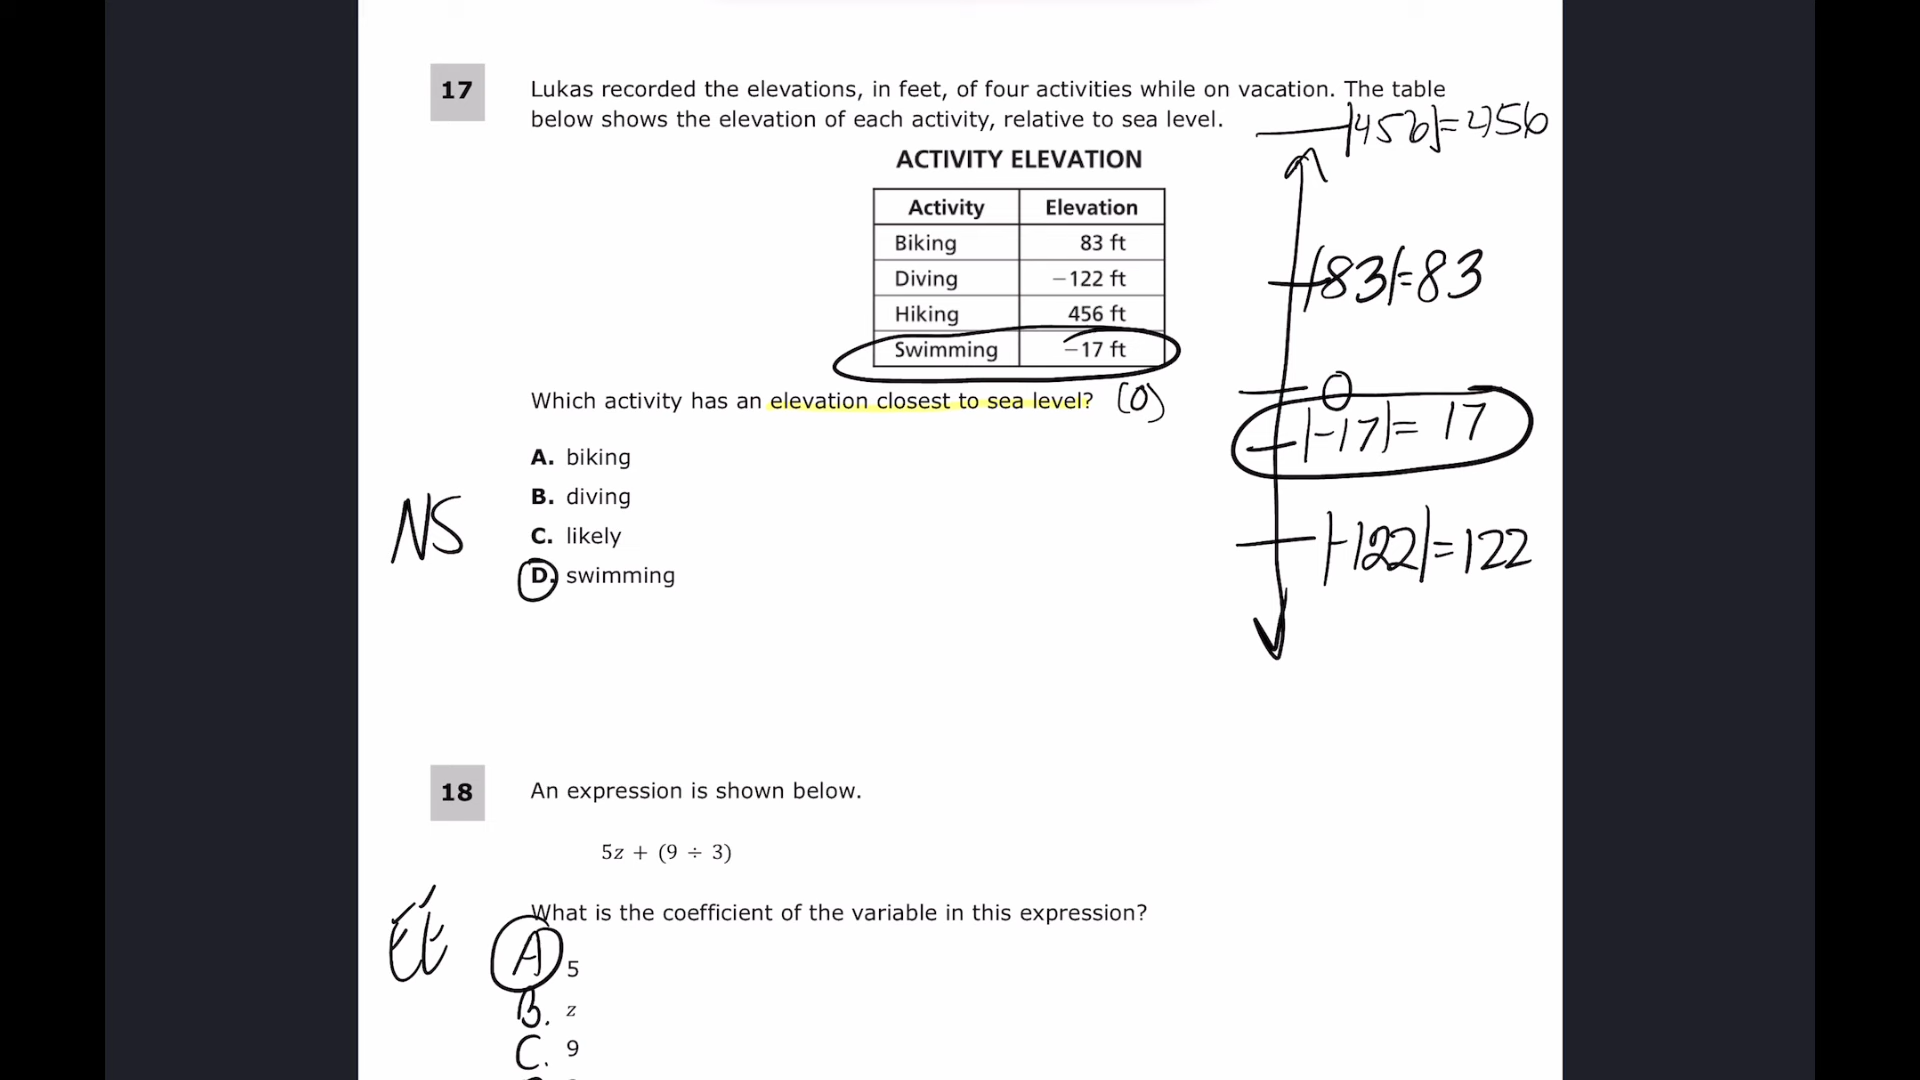 17
Lukas recorded the elevations, in feet, of four activities while on vacation. The table
below shows the elevation of each activity, relative to sea level.
|456|=456
ACTIVITY ELEVATION
Activity Elevation
Biking 83 ft
Diving −122 ft
Hiking 456 ft
Swimming −17 ft
|83|=83
Which activity has an elevation closest to sea level? (0)
0
|-17|= 17
A. biking
B. diving
C. likely
D. swimming
NS
|-122|=122
18
An expression is shown below.
5z + (9 ÷ 3)
What is the coefficient of the variable in this expression?
A 5
B. z
C. 9